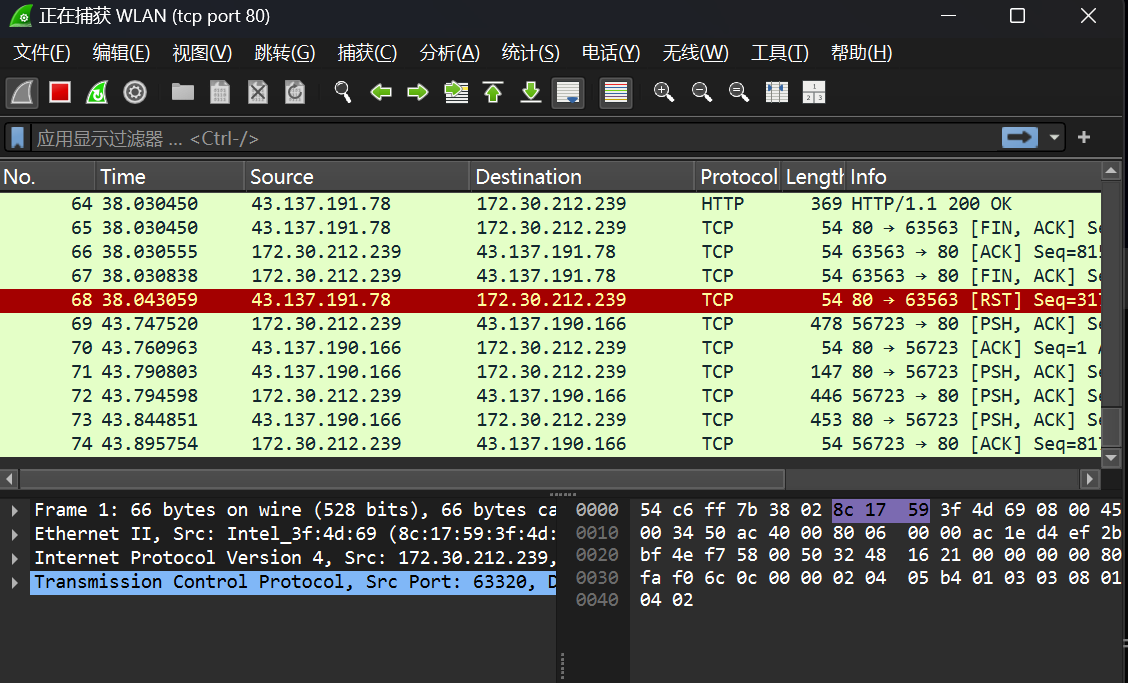 正在捕获 WLAN (tcp port 80)
文件(F) 编辑(E) 视图(V) 跳转(G) 捕获(C) 分析(A) 统计(S) 电话(Y) 无线(W) 工具(T) 帮助(H)
应用显示过滤器 … <Ctrl-/>
No. Time Source Destination Protocol Length Info
64 38.030450 43.137.191.78 172.30.212.239 HTTP 369 HTTP/1.1 200 OK
65 38.030450 43.137.191.78 172.30.212.239 TCP 54 80 → 63563 [FIN, ACK] Se
66 38.030555 172.30.212.239 43.137.191.78 TCP 54 63563 → 80 [ACK] Seq=815
67 38.030838 172.30.212.239 43.137.191.78 TCP 54 63563 → 80 [FIN, ACK] Se
68 38.043059 43.137.191.78 172.30.212.239 TCP 54 80 → 63563 [RST] Seq=317
69 43.747520 172.30.212.239 43.137.190.166 TCP 478 56723 → 80 [PSH, ACK] Se
70 43.760963 43.137.190.166 172.30.212.239 TCP 54 80 → 56723 [ACK] Seq=1 A
71 43.790803 43.137.190.166 172.30.212.239 TCP 147 80 → 56723 [PSH, ACK] Se
72 43.794598 172.30.212.239 43.137.190.166 TCP 446 56723 → 80 [PSH, ACK] Se
73 43.844851 43.137.190.166 172.30.212.239 TCP 453 80 → 56723 [PSH, ACK] Se
74 43.895754 172.30.212.239 43.137.190.166 TCP 54 56723 → 80 [ACK] Seq=817
Frame 1: 66 bytes on wire (528 bits), 66 bytes ca
Ethernet II, Src: Intel_3f:4d:69 (8c:17:59:3f:4d:
Internet Protocol Version 4, Src: 172.30.212.239,
Transmission Control Protocol, Src Port: 63320, D
0000 54 c6 ff 7b 38 02 8c 17 59 3f 4d 69 08 00 45
0010 00 34 50 ac 40 00 80 06 00 00 ac 1e d4 ef 2b
0020 bf 4e f7 58 00 50 32 48 16 21 00 00 00 00 80
0030 fa f0 6c 0c 00 00 02 04 05 b4 01 03 03 08 01
0040 04 02